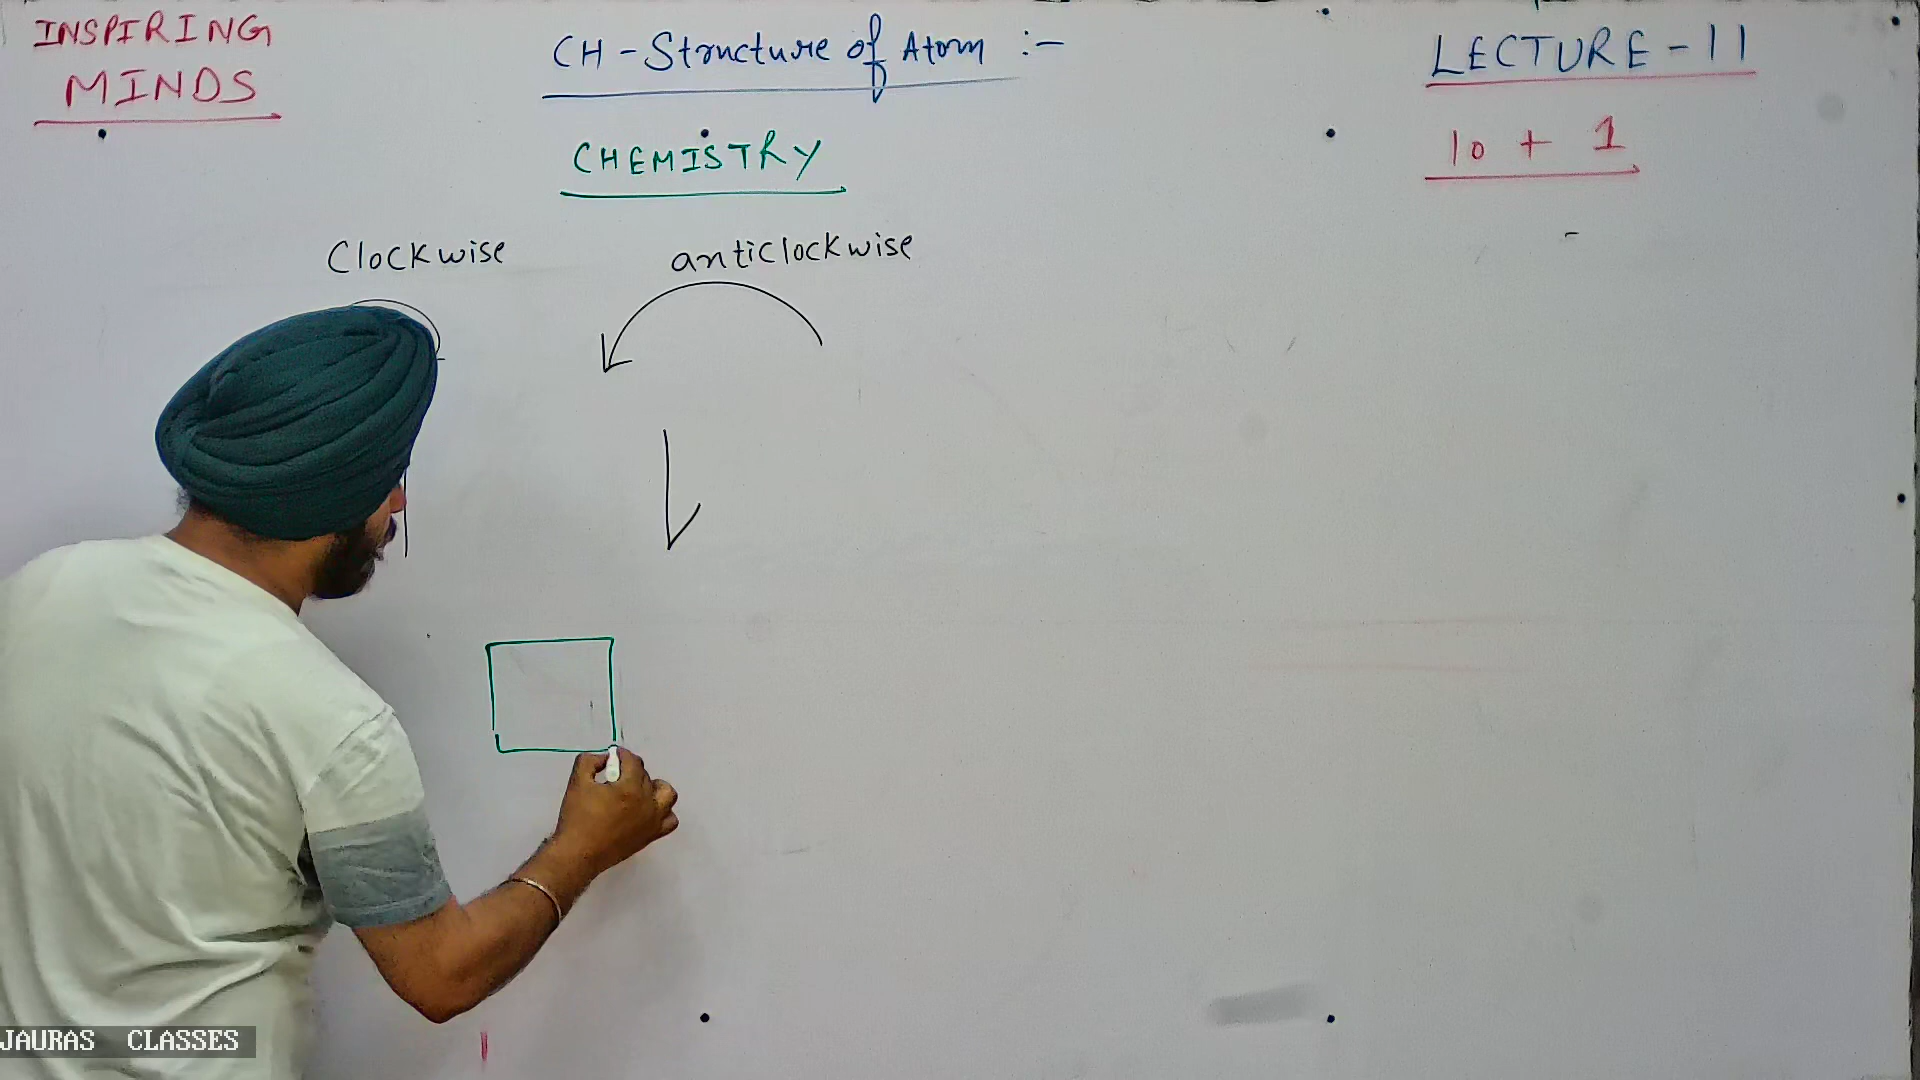 INSPIRING
MINDS
CH - Structure of Atom :-
CHEMISTRY
LECTURE - 11
10 + 1
Clockwise
anticlockwise
JAURAS CLASSES